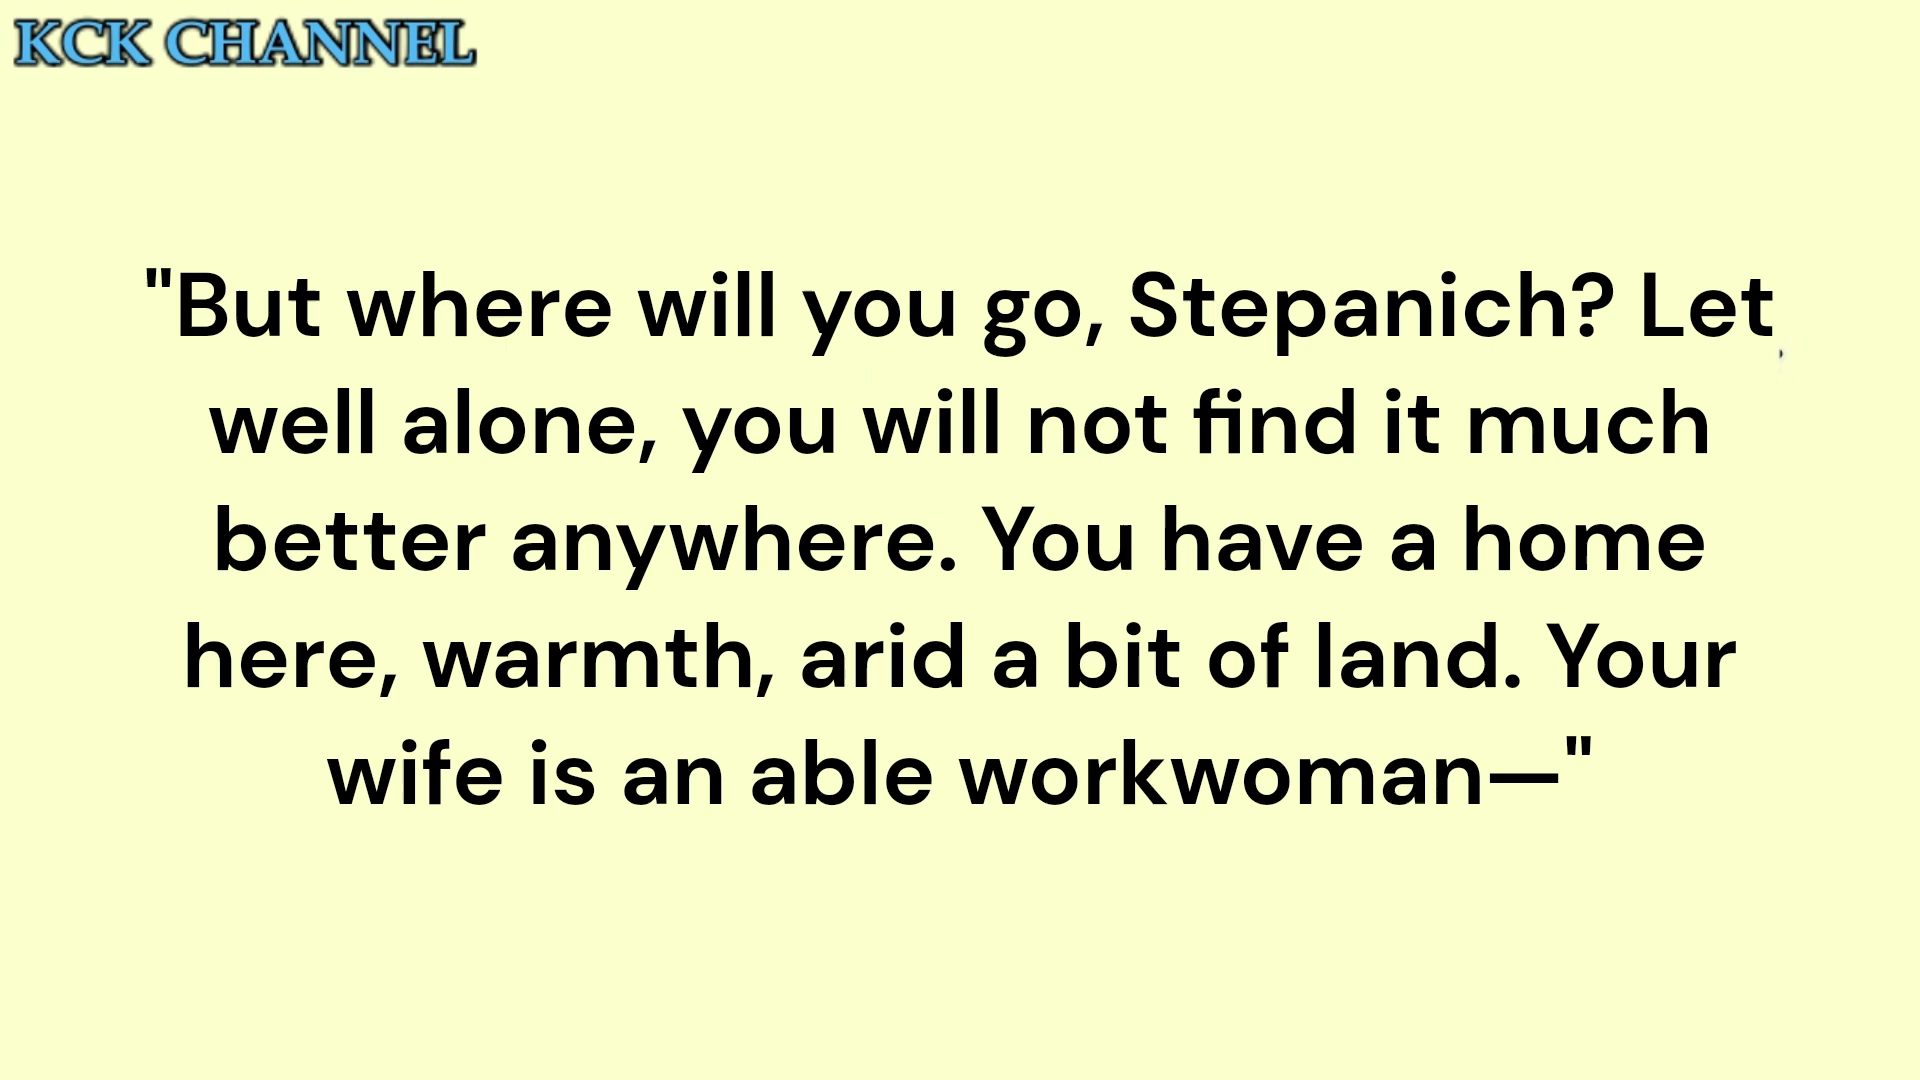 KCK CHANNEL
"But where will you go, Stepanich? Let
well alone, you will not find it much
better anywhere. You have a home
here, warmth, arid a bit of land. Your
wife is an able workwoman—"